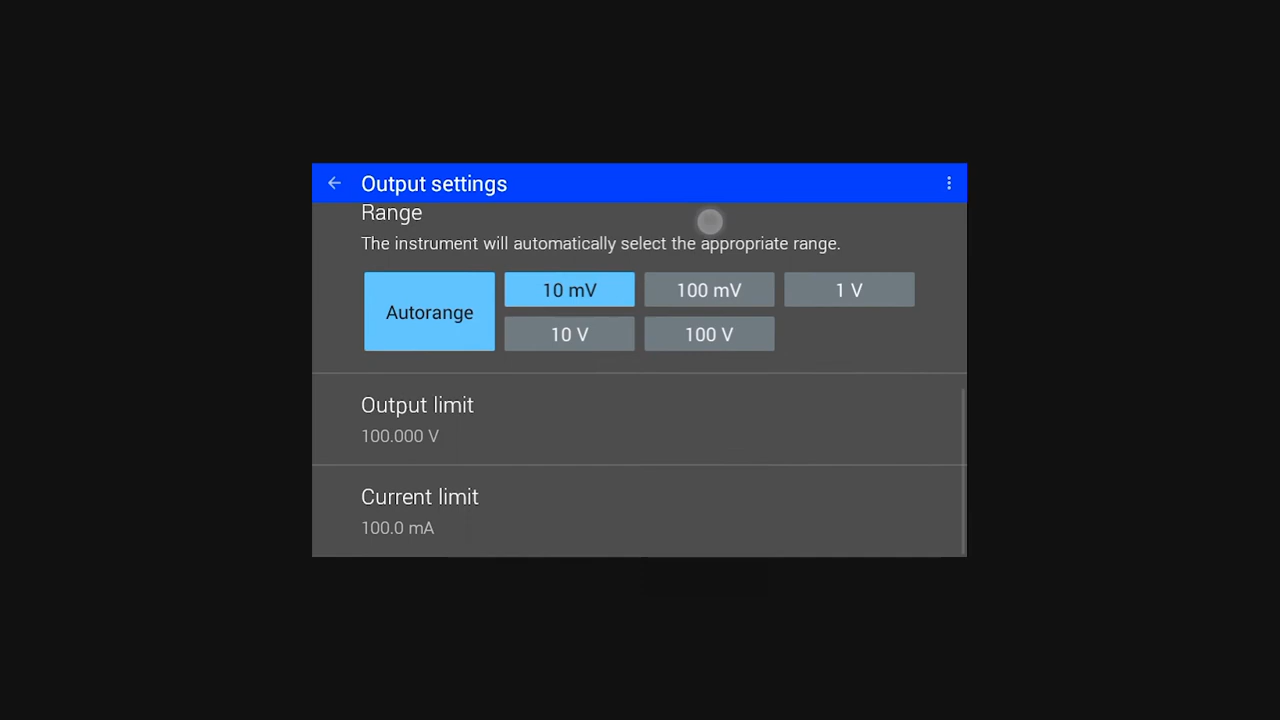 Output settings
Range
The instrument will automatically select the appropriate range.
Autorange
10 mV
100 mV
1 V
10 V
100 V
Output limit
100.000 V
Current limit
100.0 mA